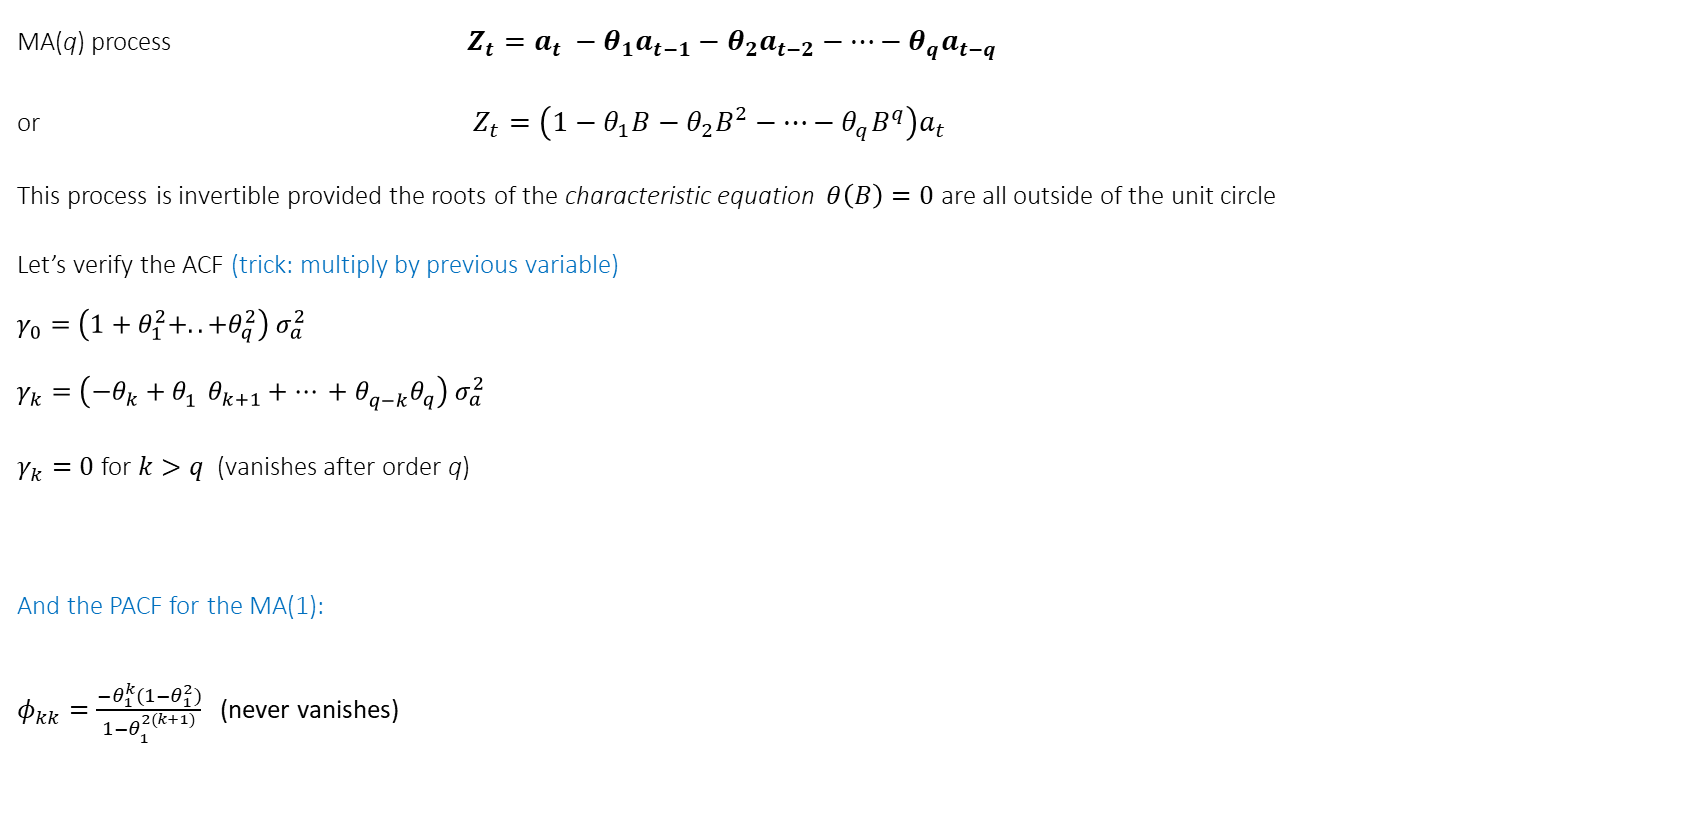 MA(q) process Z_t = a_t − θ_1a_{t−1} − θ_2a_{t−2} − ⋯ − θ_qa_{t−q}
or Z_t = (1 − θ_1B − θ_2B^2 − ⋯ − θ_qB^q)a_t
This process is invertible provided the roots of the characteristic equation θ(B) = 0 are all outside of the unit circle
Let’s verify the ACF (trick: multiply by previous variable)
γ_0 = (1 + θ_1^2+..+θ_q^2) σ_a^2
γ_k = (−θ_k + θ_1 θ_{k+1} + ⋯ + θ_{q−k}θ_q) σ_a^2
γ_k = 0 for k > q (vanishes after order q)
And the PACF for the MA(1):
ϕ_{kk} = \frac{−θ_1^k(1−θ_1^2)}{1−θ_1^{2(k+1)}} (never vanishes)